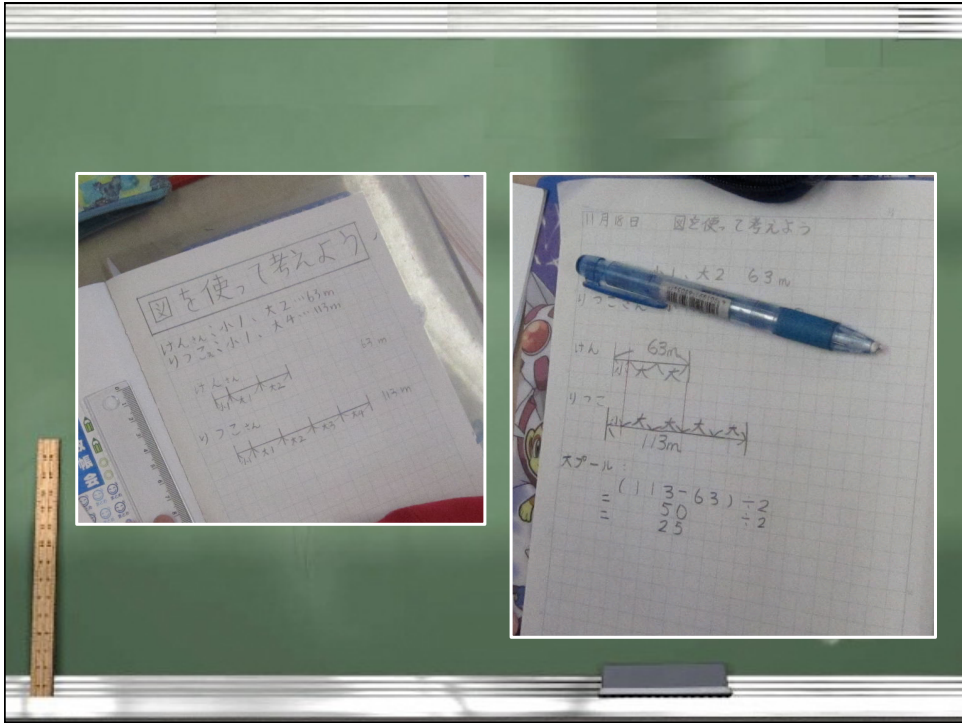 図を使って考えよう
けんさん:小1、大2…63m
りつこさん:小1、大4…113m
けんさん
63m
小 大1 大2
りつこさん
113m
小 大1 大2 大3 大4
会
11月18日 図を使って考えよう
小1、大2 63m
りつこさん
けん
63m
小 大 大
りつこ
小 大 大 大 大
113m
大プール
(113-63)÷2
= 50 ÷2
= 25